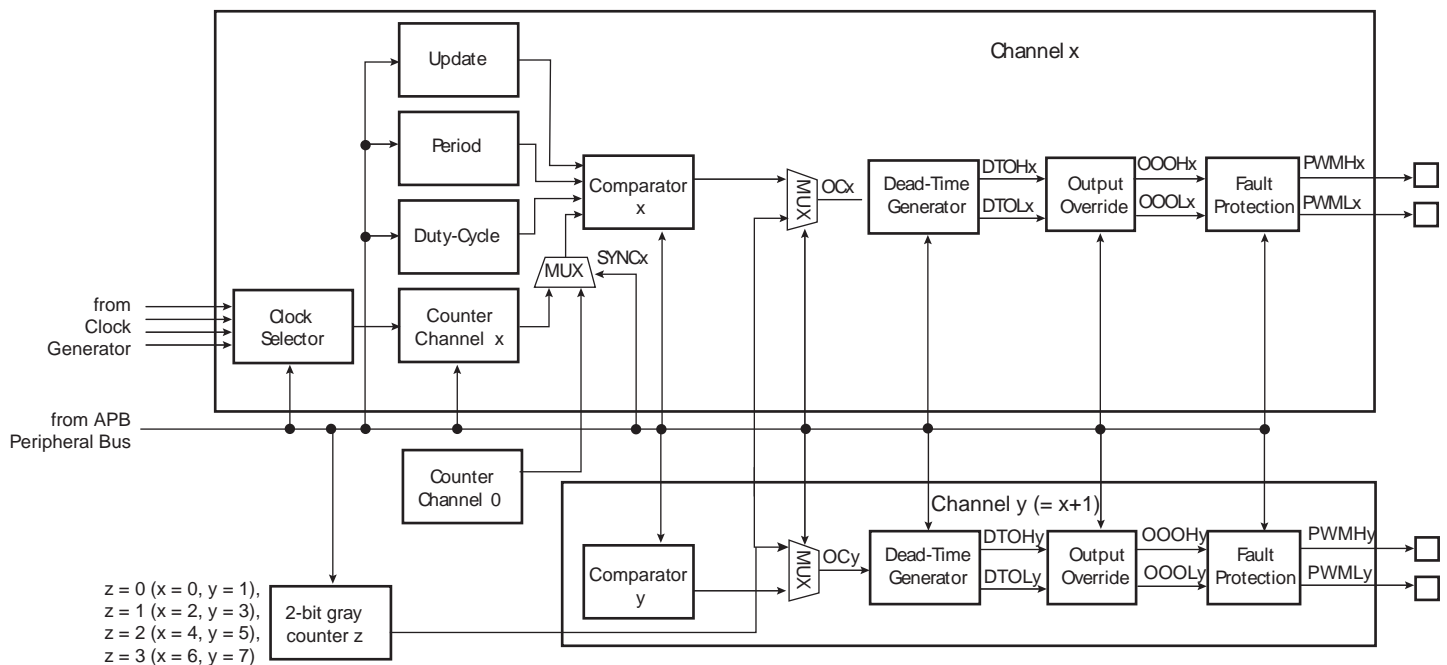 Channel x
Update
Period
Duty-Cycle
Comparator
x
MUX
SYNCx
MUX
OCx
Dead-Time
Generator
DTOHx
DTOLx
Output
Override
OOOHx
OOOLx
Fault
Protection
PWMHx
PWMLx
from
Clock
Generator
Clock
Selector
Counter
Channel x
from APB
Peripheral Bus
Counter
Channel 0
Channel y (= x+1)
Comparator
y
MUX
OCy
Dead-Time
Generator
DTOHy
DTOLy
Output
Override
OOOHy
OOOLy
Fault
Protection
PWMHy
PWMLy
z = 0 (x = 0, y = 1),
z = 1 (x = 2, y = 3),
z = 2 (x = 4, y = 5),
z = 3 (x = 6, y = 7)
2-bit gray
counter z